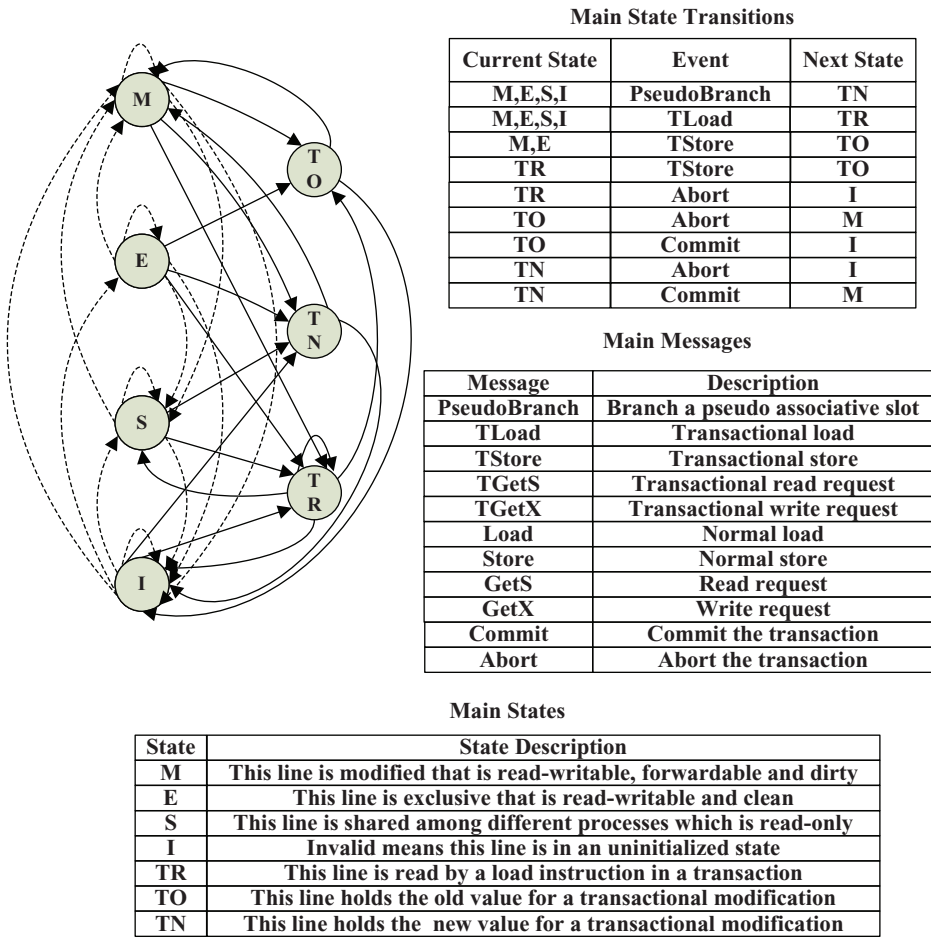 Main State Transitions
Current State Event Next State
M,E,S,I PseudoBranch TN
M,E,S,I TLoad TR
M,E TStore TO
TR TStore TO
TR Abort I
TO Abort M
TO Commit I
TN Abort I
TN Commit M
M
T
O
E
T
N
S
T
R
I
Main Messages
Message Description
PseudoBranch Branch a pseudo associative slot
TLoad Transactional load
TStore Transactional store
TGetS Transactional read request
TGetX Transactional write request
Load Normal load
Store Normal store
GetS Read request
GetX Write request
Commit Commit the transaction
Abort Abort the transaction
Main States
State State Description
M This line is modified that is read-writable, forwardable and dirty
E This line is exclusive that is read-writable and clean
S This line is shared among different processes which is read-only
I Invalid means this line is in an uninitialized state
TR This line is read by a load instruction in a transaction
TO This line holds the old value for a transactional modification
TN This line holds the new value for a transactional modification